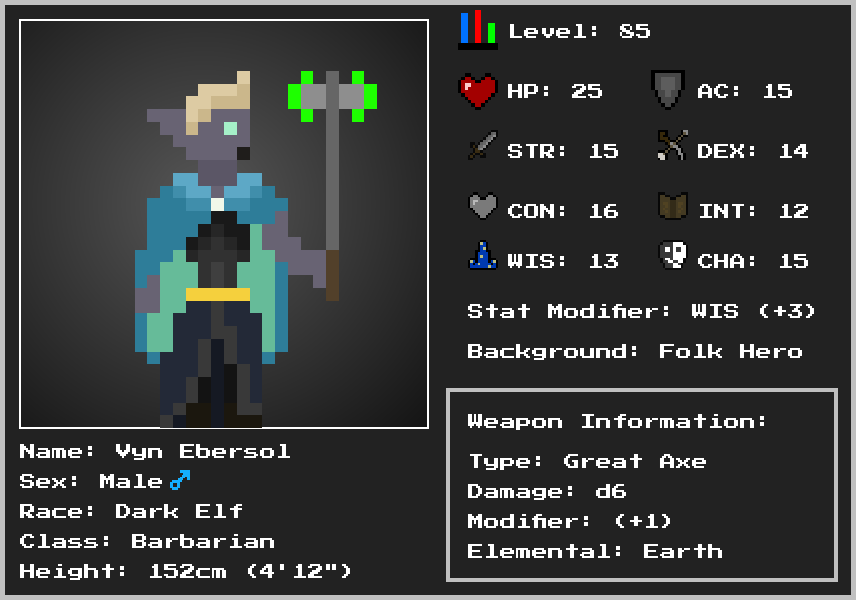 Level: 85
HP: 25
AC: 15
STR: 15
DEX: 14
CON: 16
INT: 12
WIS: 13
CHA: 15
Stat Modifier: WIS (+3)
Background: Folk Hero
Weapon Information:
Type: Great Axe
Damage: d6
Modifier: (+1)
Elemental: Earth
Name: Vyn Ebersol
Sex: Male♂
Race: Dark Elf
Class: Barbarian
Height: 152cm (4'12")